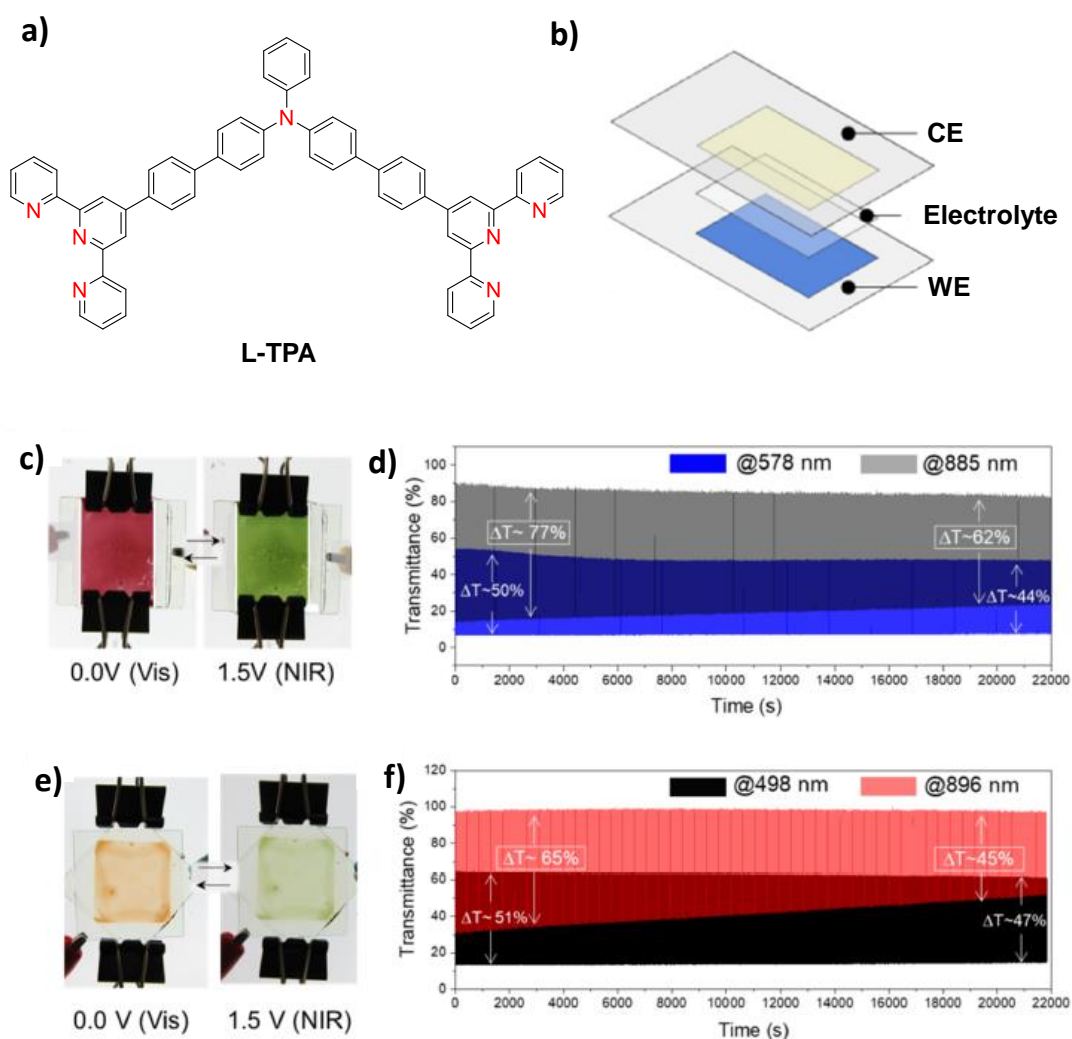 a)
b)
N
N
N
N
N
N
N
L-TPA
CE
Electrolyte
WE
c)
0.0V (Vis)
1.5V (NIR)
d)
@578 nm
@885 nm
ΔT~ 77%
ΔT~50%
ΔT~62%
ΔT~44%
Transmittance (%)
100
80
60
40
20
0
0 2000 4000 6000 8000 10000 12000 14000 16000 18000 20000 22000
Time (s)
e)
0.0 V (Vis)
1.5 V (NIR)
f)
@498 nm
@896 nm
ΔT~ 65%
ΔT~51%
ΔT~45%
ΔT~47%
Transmittance (%)
120
100
80
60
40
20
0
0 2000 4000 6000 8000 10000 12000 14000 16000 18000 20000 22000
Time (s)